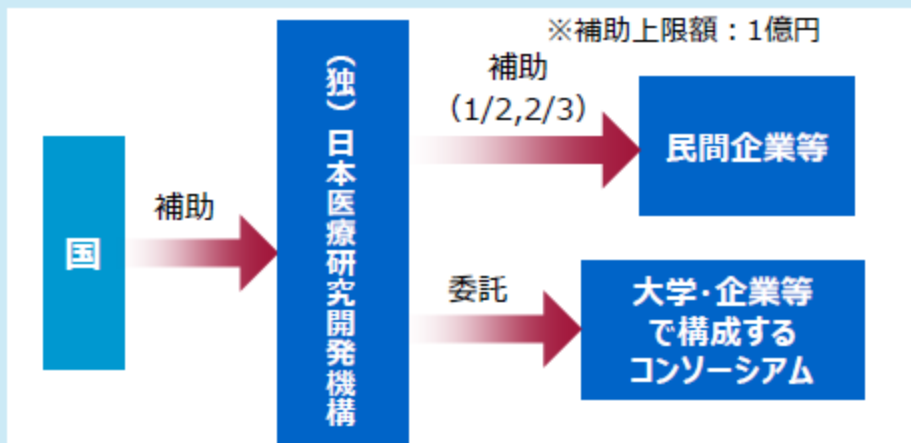 ※補助上限額：1億円
国
補助
（独）日本医療研究開発機構
補助
（1/2,2/3）
民間企業等
委託
大学・企業等
で構成する
コンソーシアム